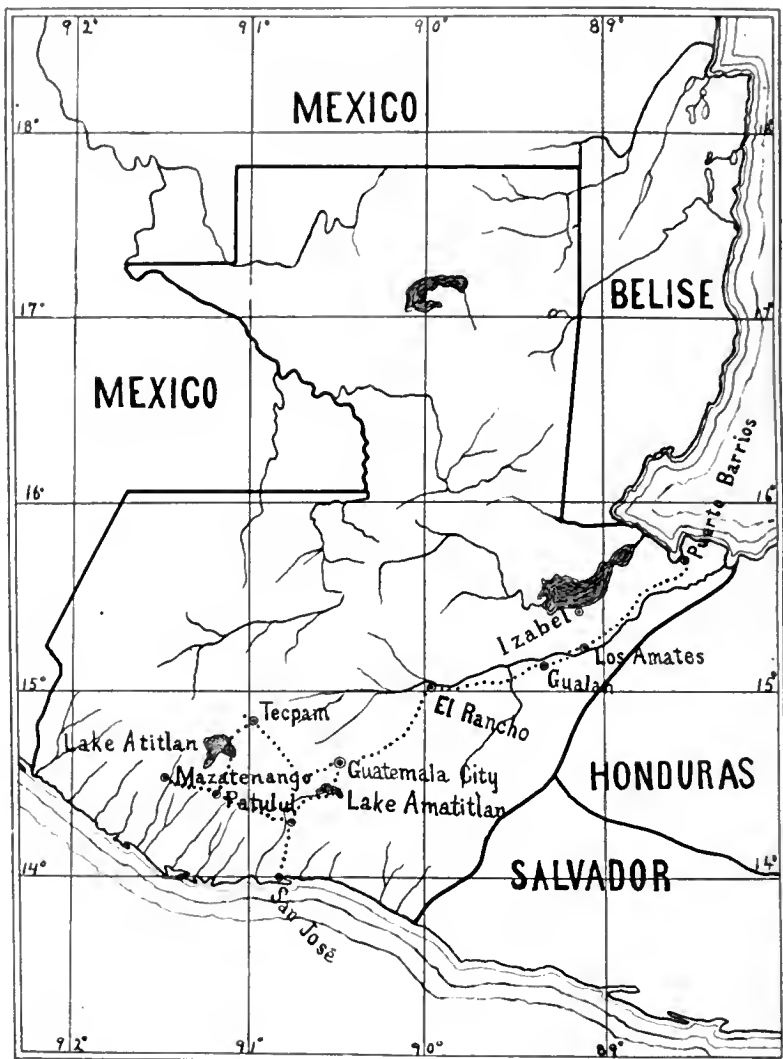 92° 91° 90° 89°
MEXICO
18° 18°
BELISE
17° 17°
MEXICO
Puerto Barrios
16° 16°
Izabel
Los Amates
Gualan
15° 15°
El Rancho
Tecpam
Lake Atitlan
Mazatenango
Guatemala City
HONDURAS
Patulul
Lake Amatitlan
14° 14°
SALVADOR
San José
92° 91° 90° 89°